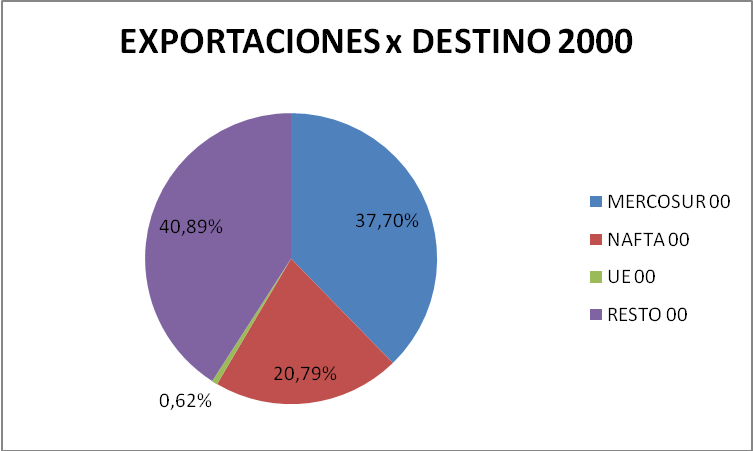 EXPORTACIONES x DESTINO 2000
40,89%
37,70%
20,79%
0,62%
MERCOSUR 00
NAFTA 00
UE 00
RESTO 00